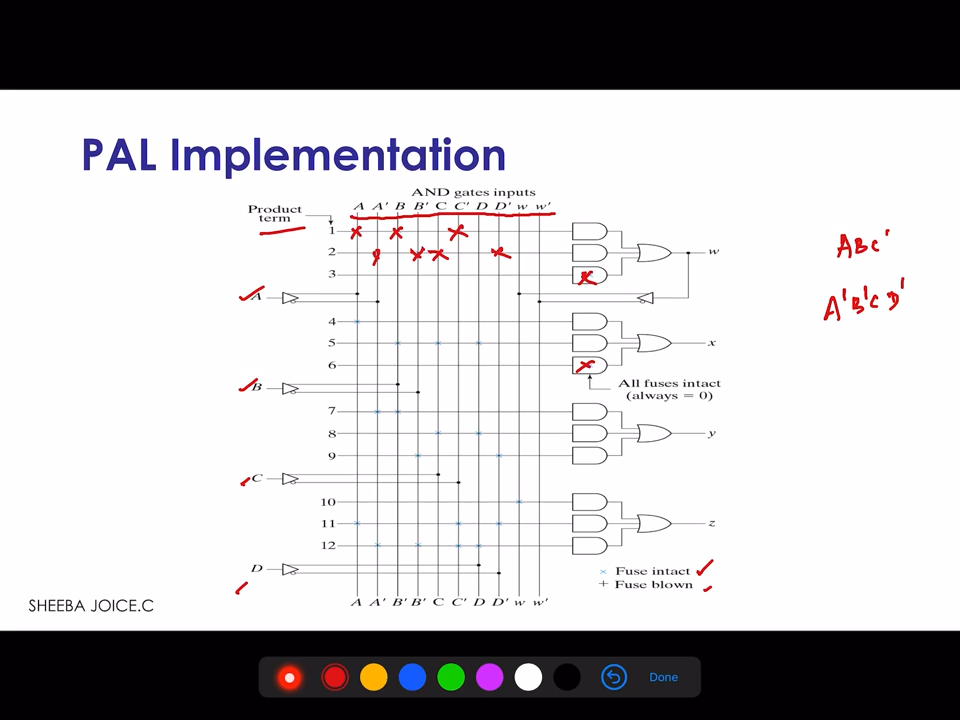 PAL Implementation
AND gates inputs
Product
term
A A' B B' C C' D D' w w'
1
2
3
w
A
4
5
6
x
All fuses intact
(always = 0)
B
7
8
9
y
C
10
11
12
z
D
× Fuse intact
+ Fuse blown
A A' B' B' C C' D D' w w'
ABC'
A'B'CD'
SHEEBA JOICE.C
Done